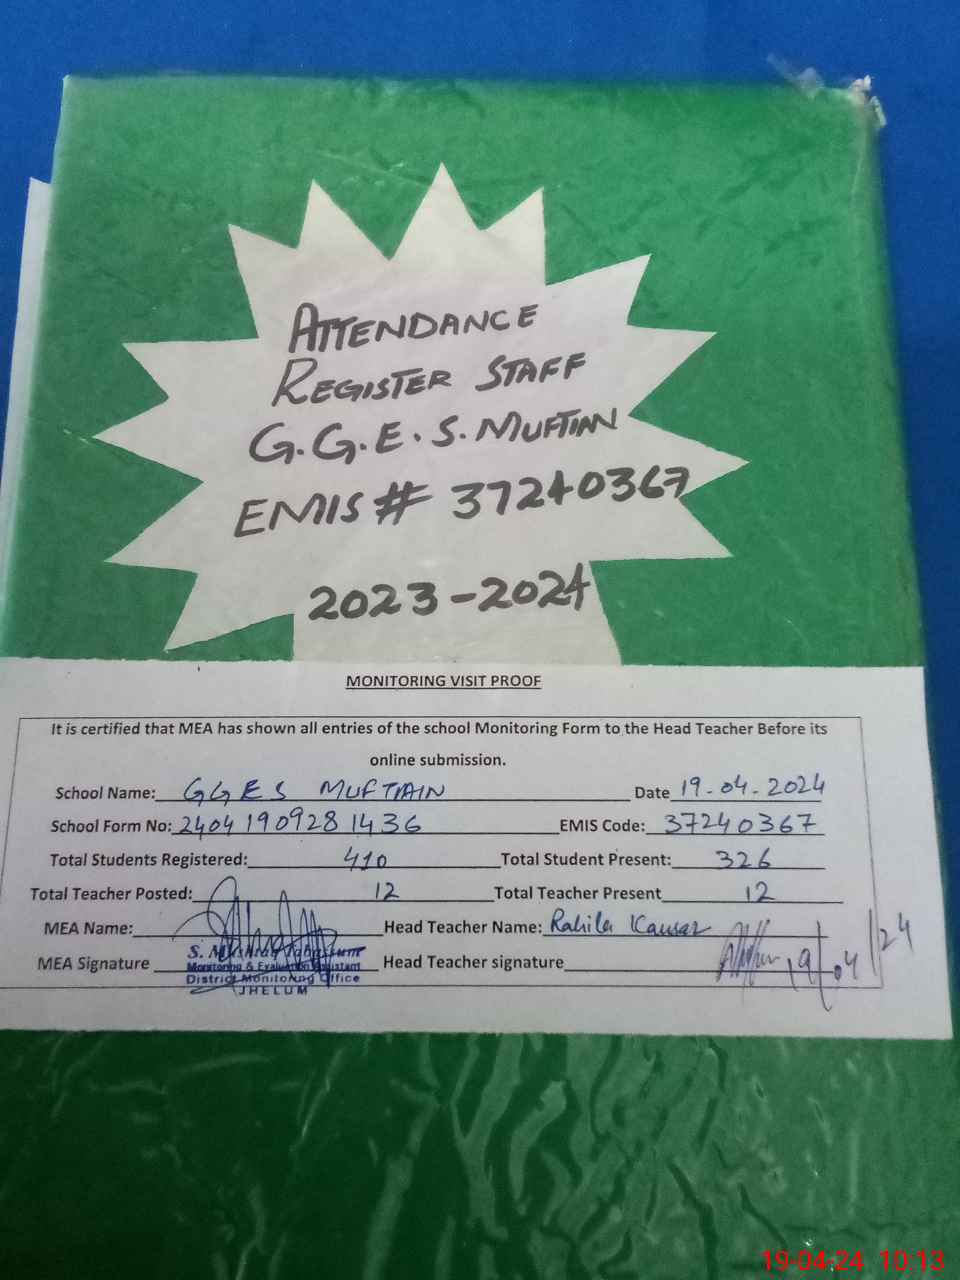 ATTENDANCE
REGISTER STAFF
G.G.E.S. MUFTIAN
EMIS # 37240367
2023-2024
MONITORING VISIT PROOF
It is certified that MEA has shown all entries of the school Monitoring Form to the Head Teacher Before its
online submission.
School Name: GGES MUFTIAIN Date 19-04-2024
School Form No: 2404190928 1436 EMIS Code: 37240367
Total Students Registered: 410 Total Student Present: 326
Total Teacher Posted: 12 Total Teacher Present 12
MEA Name: Head Teacher Name: Rahila Kausar
MEA Signature Head Teacher signature 19/04/24
S. Mushtaq
Monitoring & Evaluation Assistant
District Monitoring Office
JHELUM
19-04-24 10:13